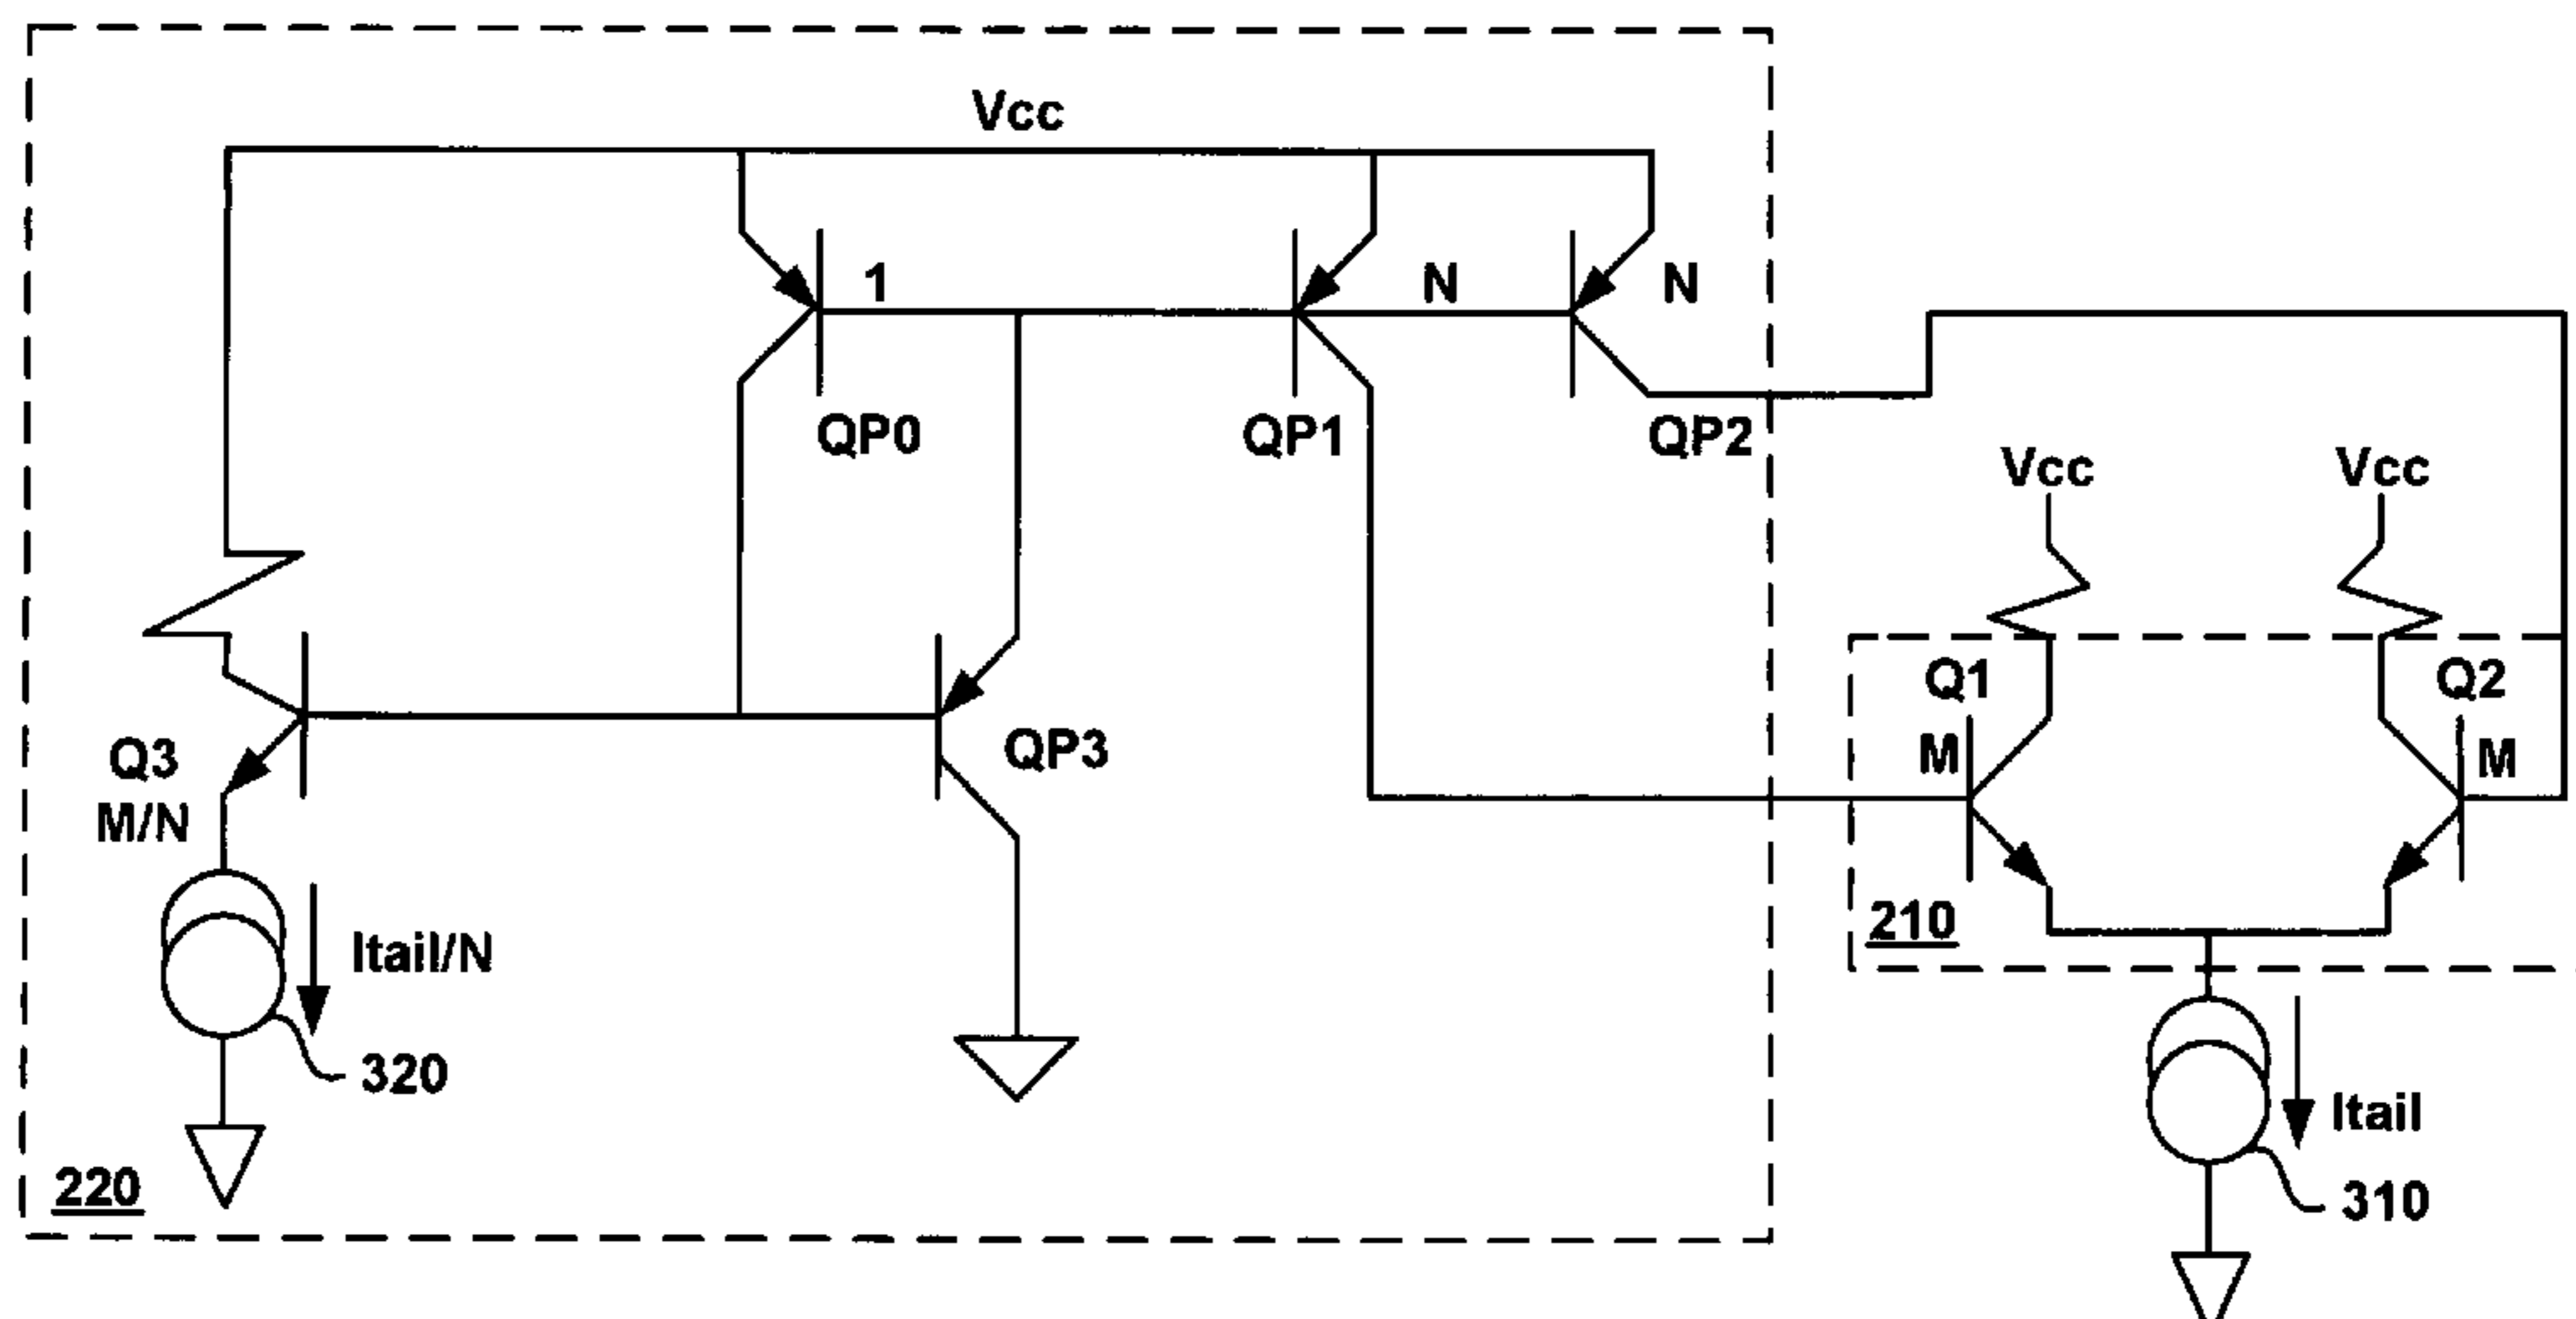 Vcc
1
N
N
QP0
QP1
QP2
Vcc
Vcc
Q1
Q2
M
M
Q3
M/N
QP3
Itail/N
210
320
Itail
220
310